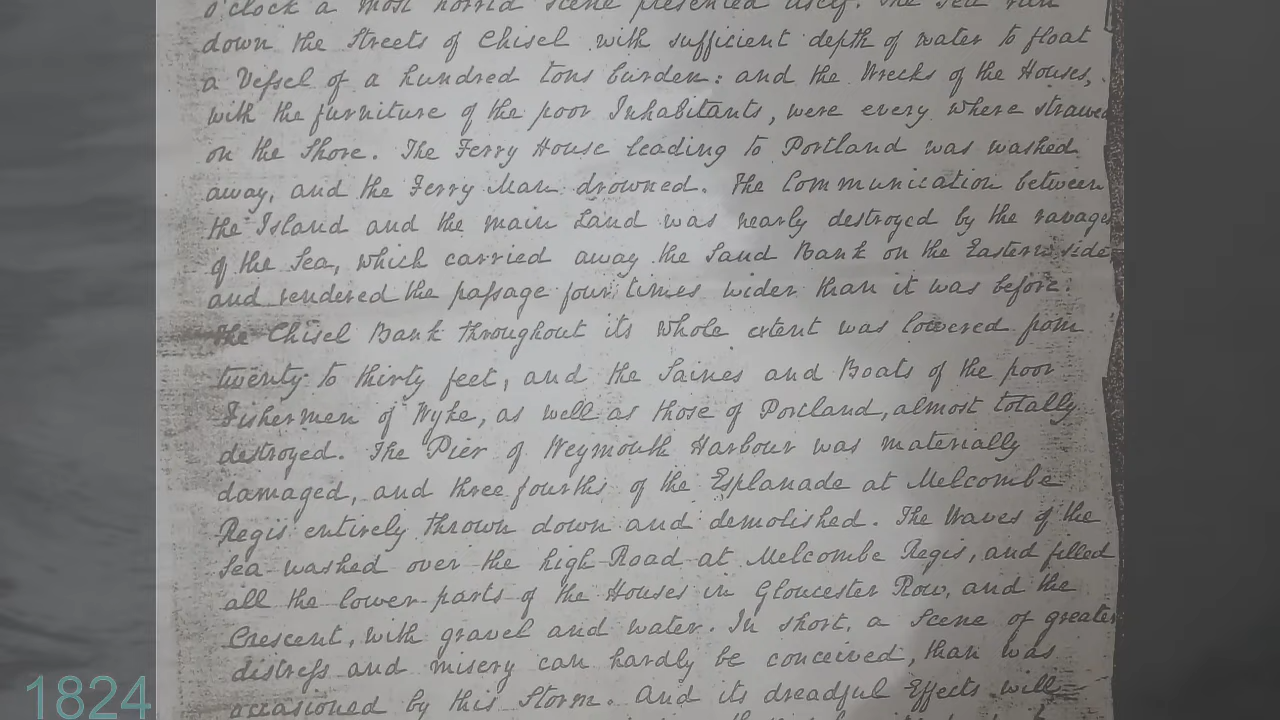 o'clock a most horrid scene presented itself. The Sea run
down the Streets of Chisel with sufficient depth of water to float
a Vessel of a hundred tons burden: and the Wrecks of the Houses,
with the furniture of the poor Inhabitants, were every where strawed
on the Shore. The Ferry House leading to Portland was washed
away, and the Ferry Man drowned. The Communication between
the Island and the main Land was nearly destroyed by the ravages
of the Sea, which carried away the Sand Bank on the Eastern side
and rendered the passage four times wider than it was before.
The Chisel Bank throughout its whole extent was lowered from
twenty to thirty feet, and the Saines and Boats of the poor
Fishermen of Wyke, as well as those of Portland, almost totally
destroyed. The Pier of Weymouth Harbour was materially
damaged, and three fourths of the Esplanade at Melcombe
Regis entirely thrown down and demolished. The Waves of the
Sea washed over the high Road at Melcombe Regis, and filled
all the lower parts of the Houses in Gloucester Row, and the
Crescent, with gravel and water. In short, a Scene of greater
distress and misery can hardly be conceived, than was
occasioned by this Storm. And its dreadful Effects will
1824